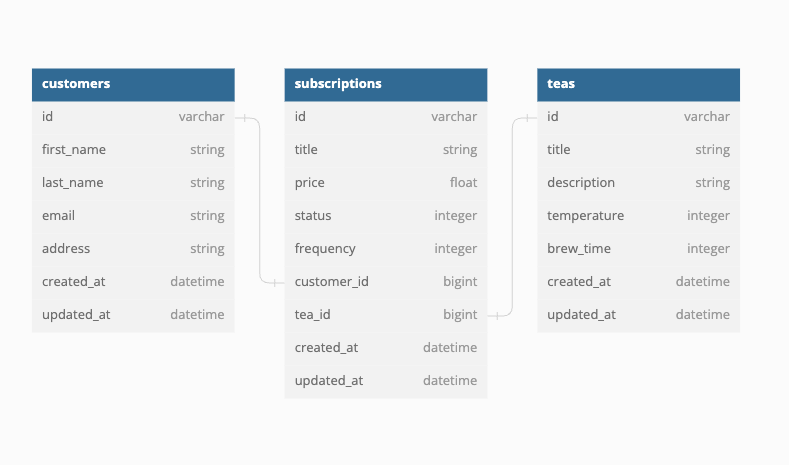 customers
id varchar
first_name string
last_name string
email string
address string
created_at datetime
updated_at datetime
subscriptions
id varchar
title string
price float
status integer
frequency integer
customer_id bigint
tea_id bigint
created_at datetime
updated_at datetime
teas
id varchar
title string
description string
temperature integer
brew_time integer
created_at datetime
updated_at datetime